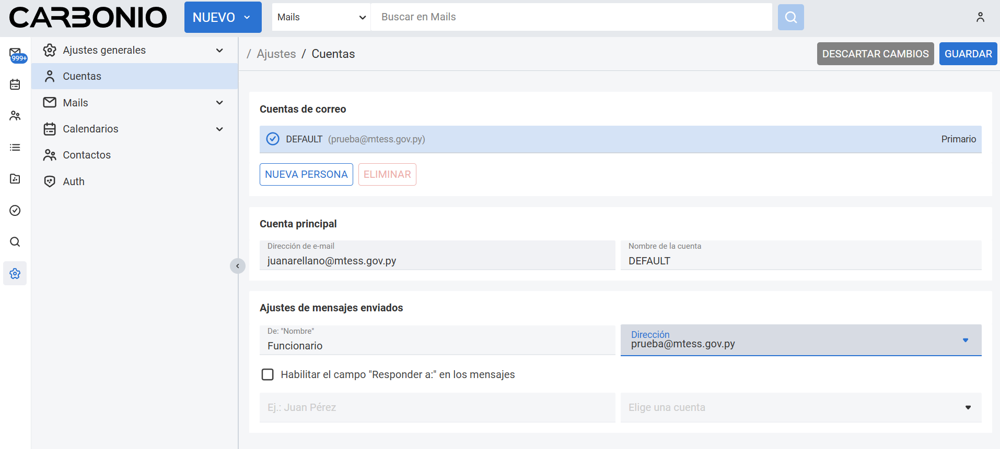 CARBONIO
NUEVO
Mails
Buscar en Mails
999+
Ajustes generales
Cuentas
Mails
Calendarios
Contactos
Auth
/ Ajustes / Cuentas
DESCARTAR CAMBIOS
GUARDAR
Cuentas de correo
DEFAULT (prueba@mtess.gov.py)
Primario
NUEVA PERSONA
ELIMINAR
Cuenta principal
Dirección de e-mail
juanarellano@mtess.gov.py
Nombre de la cuenta
DEFAULT
Ajustes de mensajes enviados
De: "Nombre"
Funcionario
Dirección
prueba@mtess.gov.py
Habilitar el campo "Responder a:" en los mensajes
Ej.: Juan Pérez
Elige una cuenta